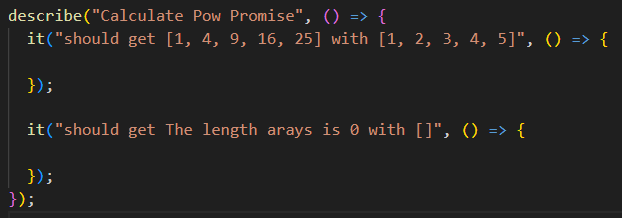 describe("Calculate Pow Promise", () => {
  it("should get [1, 4, 9, 16, 25] with [1, 2, 3, 4, 5]", () => {

  });

  it("should get The length arays is 0 with []", () => {

  });
});